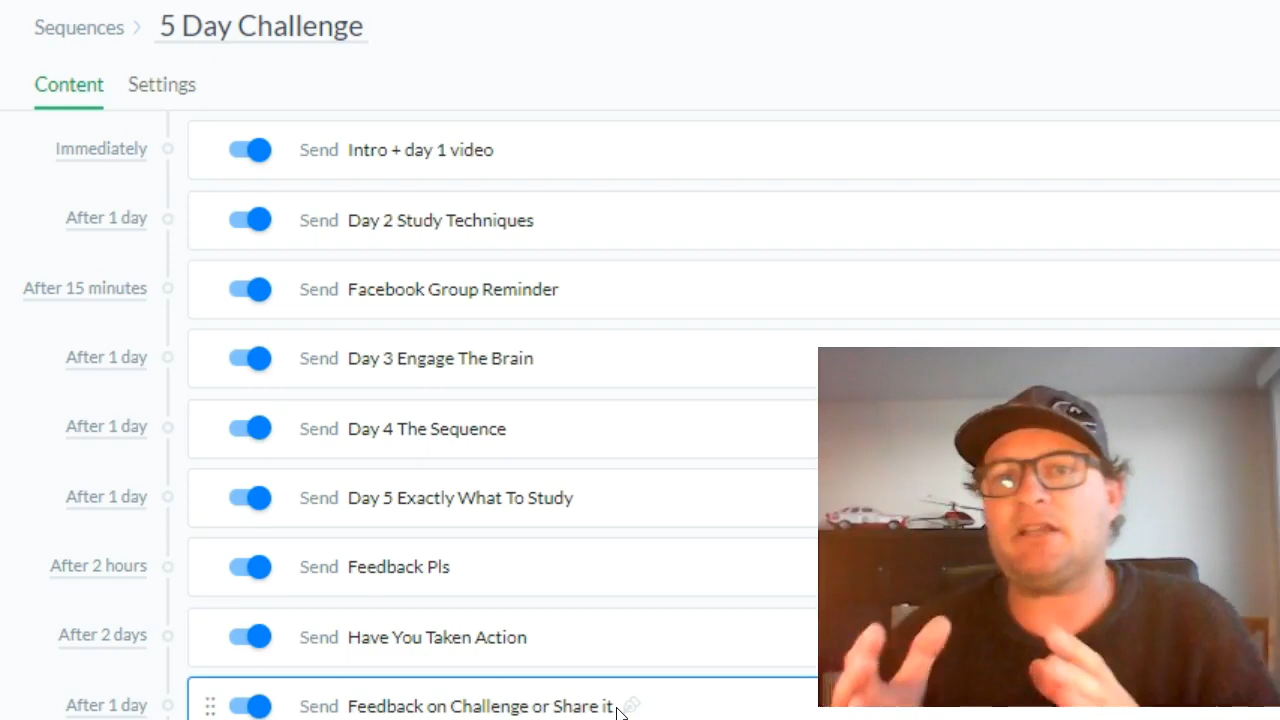 Sequences > 5 Day Challenge
Content Settings
Immediately Send Intro + day 1 video
After 1 day Send Day 2 Study Techniques
After 15 minutes Send Facebook Group Reminder
After 1 day Send Day 3 Engage The Brain
After 1 day Send Day 4 The Sequence
After 1 day Send Day 5 Exactly What To Study
After 2 hours Send Feedback Pls
After 2 days Send Have You Taken Action
After 1 day Send Feedback on Challenge or Share it